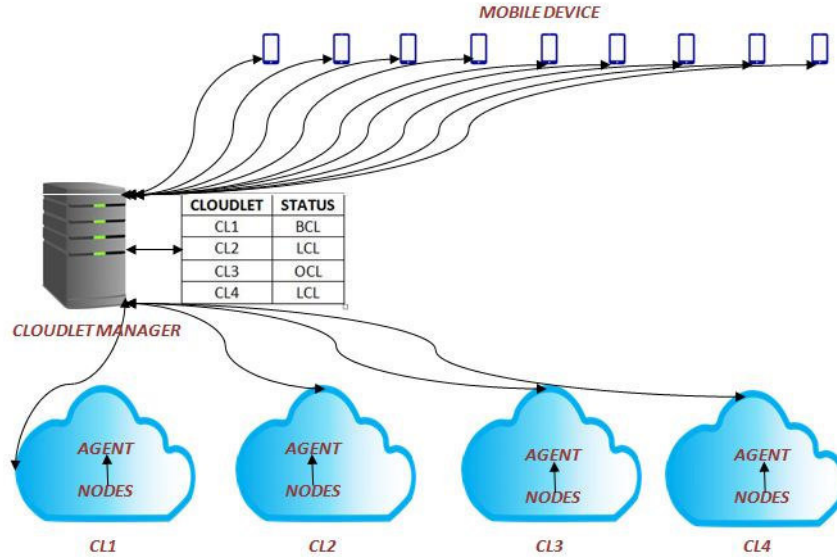 MOBILE DEVICE
CLOUDLET STATUS
CL1 BCL
CL2 LCL
CL3 OCL
CL4 LCL
CLOUDLET MANAGER
AGENT AGENT AGENT AGENT
NODES NODES NODES NODES
CL1 CL2 CL3 CL4